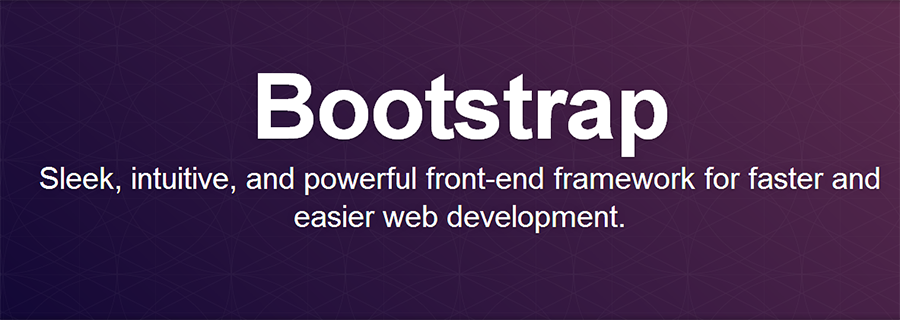 Bootstrap
Sleek, intuitive, and powerful front-end framework for faster and
easier web development.